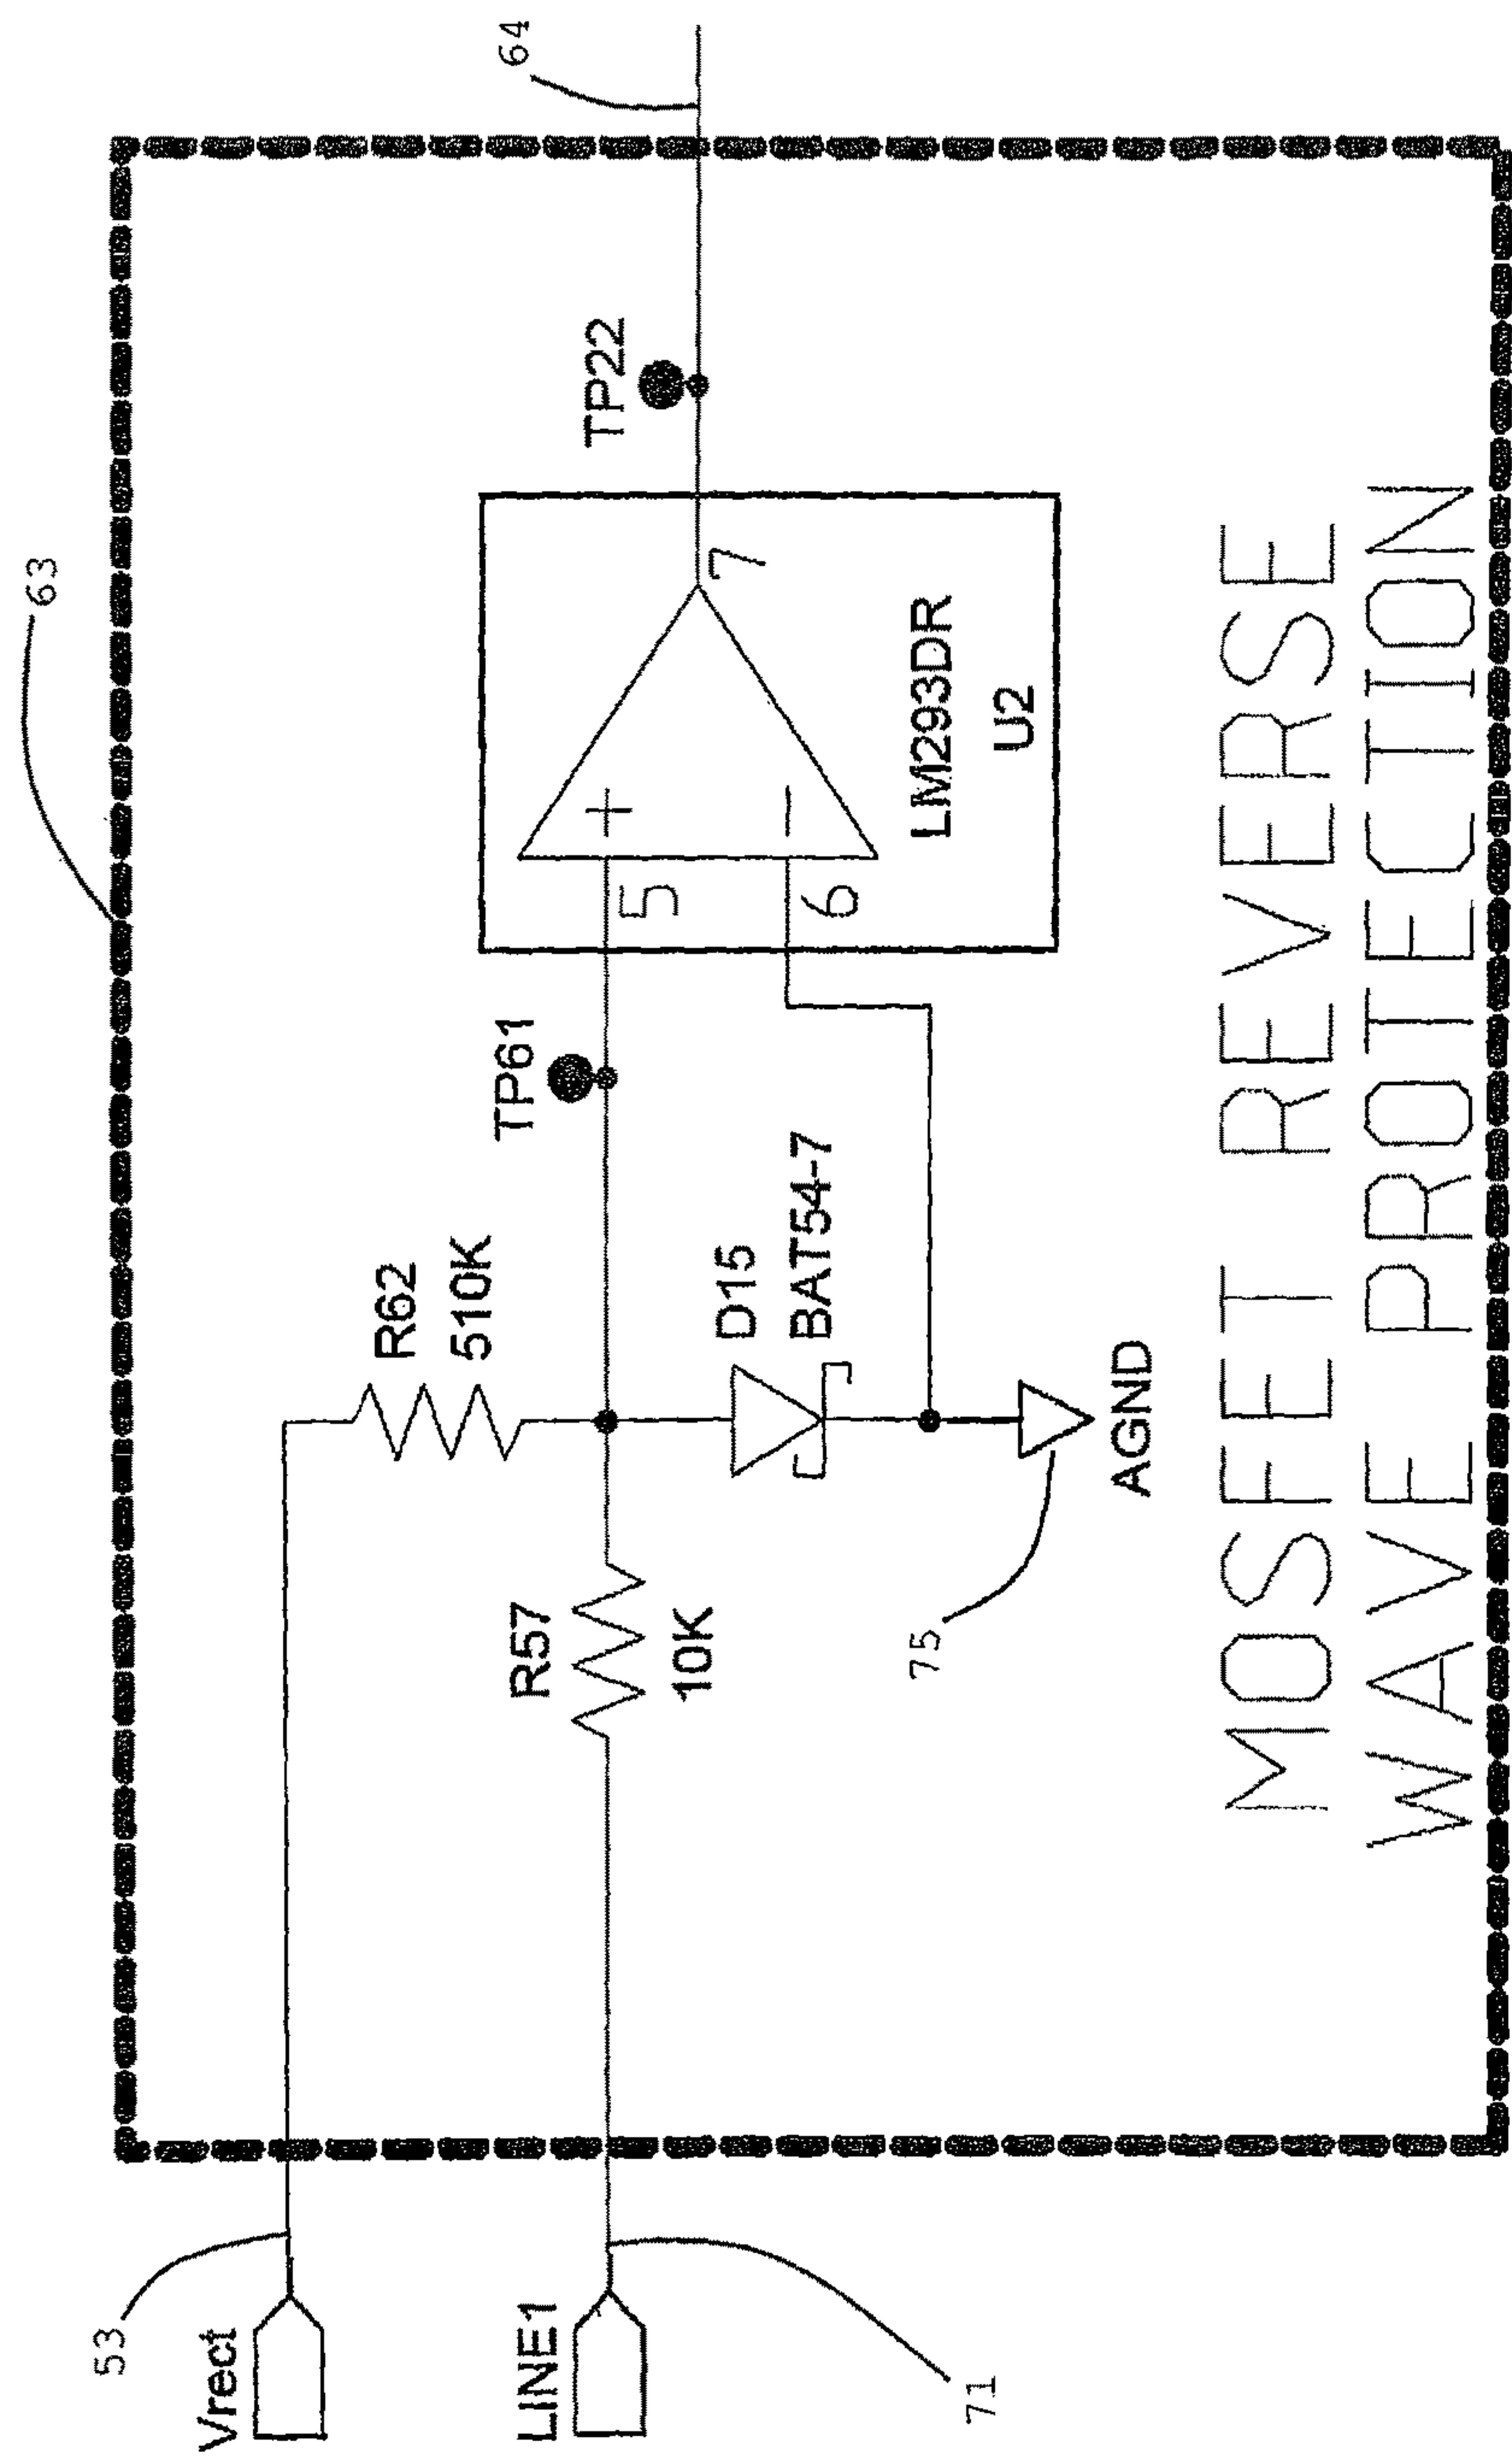 63
64
53
Vrect
R62
510K
TP61
TP22
LINE1
71
R57
10K
D15
BAT54-7
5
+
6
−
7
LM293DR
U2
75
AGND
MOSFET REVERSE
WAVE PROTECTION